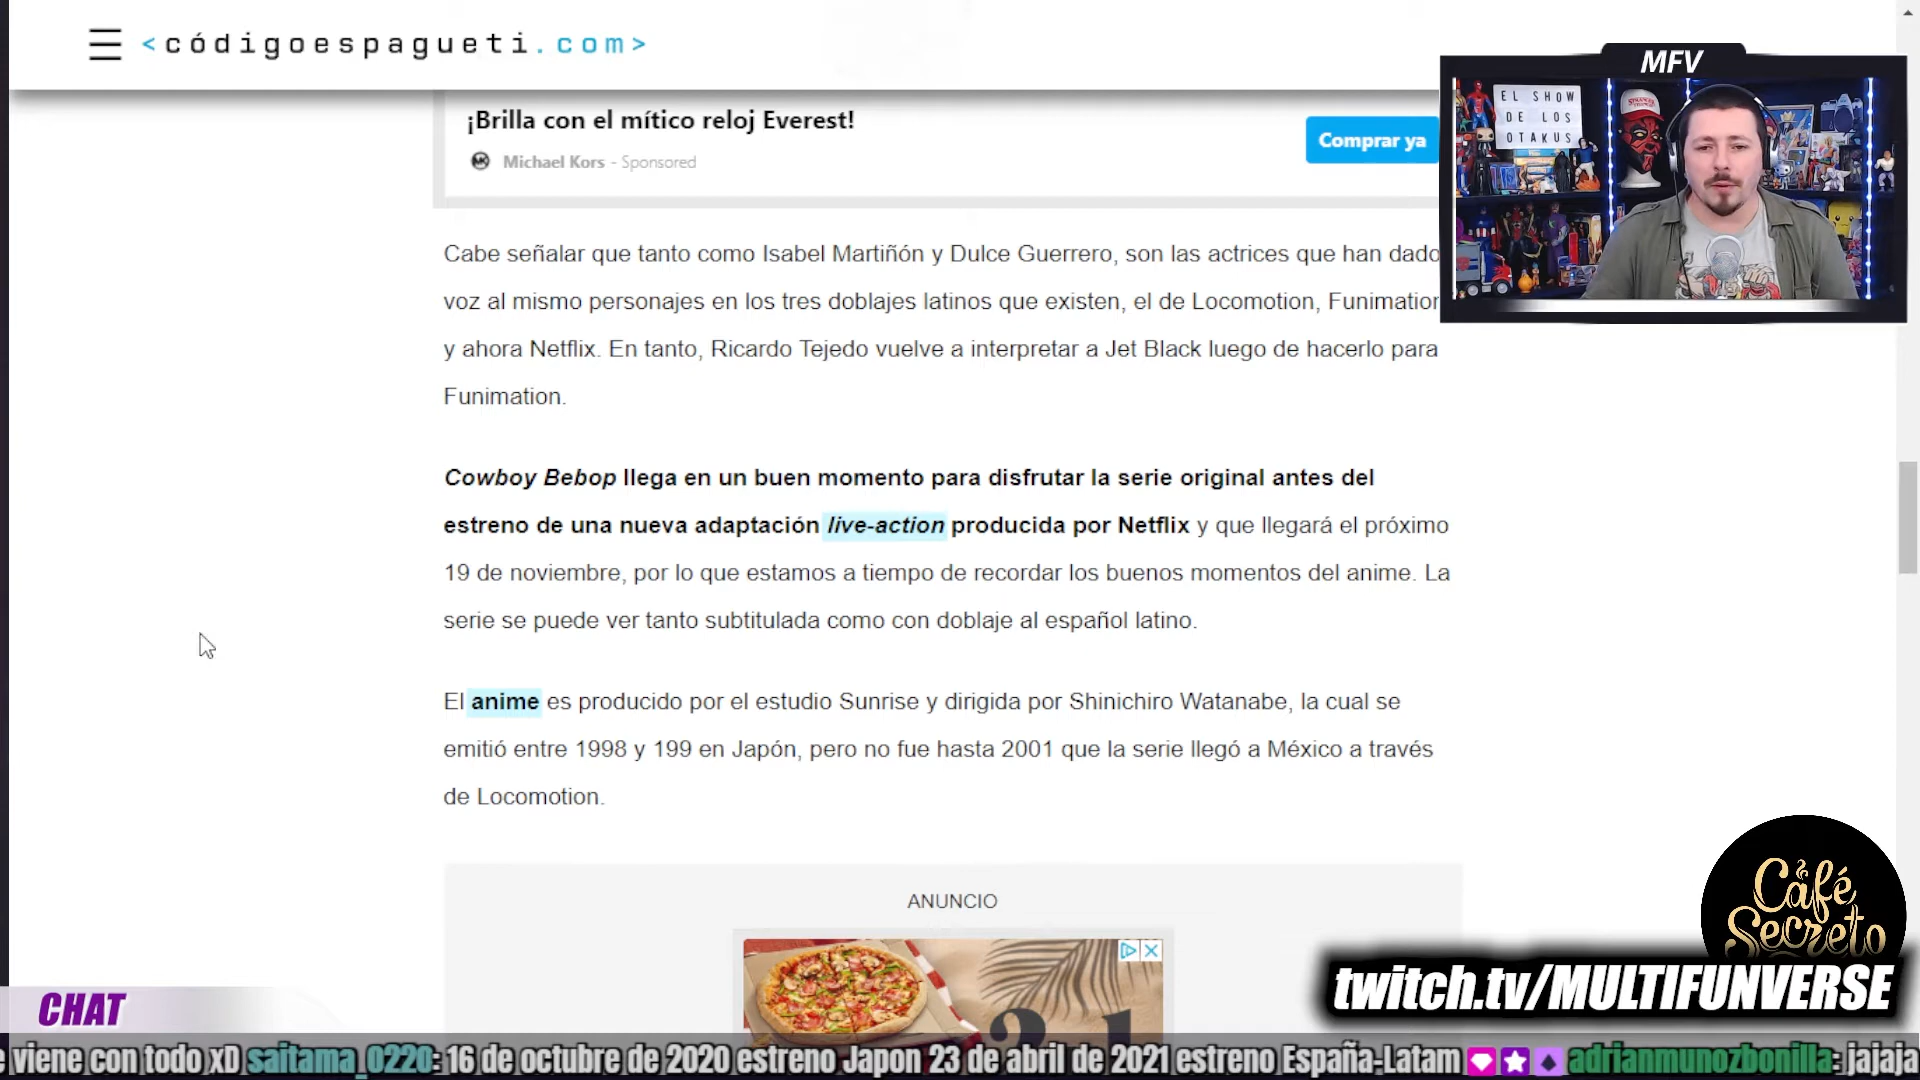 <códigoespagueti.com>
MFV
EL SHOW
DE LOS
OTAKUS
¡Brilla con el mítico reloj Everest!
Michael Kors - Sponsored
Comprar ya
Cabe señalar que tanto como Isabel Martiñón y Dulce Guerrero, son las actrices que han dado
voz al mismo personajes en los tres doblajes latinos que existen, el de Locomotion, Funimation
y ahora Netflix. En tanto, Ricardo Tejedo vuelve a interpretar a Jet Black luego de hacerlo para
Funimation.
Cowboy Bebop llega en un buen momento para disfrutar la serie original antes del
estreno de una nueva adaptación live-action producida por Netflix y que llegará el próximo
19 de noviembre, por lo que estamos a tiempo de recordar los buenos momentos del anime. La
serie se puede ver tanto subtitulada como con doblaje al español latino.
El anime es producido por el estudio Sunrise y dirigida por Shinichiro Watanabe, la cual se
emitió entre 1998 y 199 en Japón, pero no fue hasta 2001 que la serie llegó a México a través
de Locomotion.
ANUNCIO
Café
Secreto
twitch.tv/MULTIFUNVERSE
CHAT
e viene con todo xD saitama_0220: 16 de octubre de 2020 estreno Japon 23 de abril de 2021 estreno España-Latam adrianmunozbonilla: jajaja